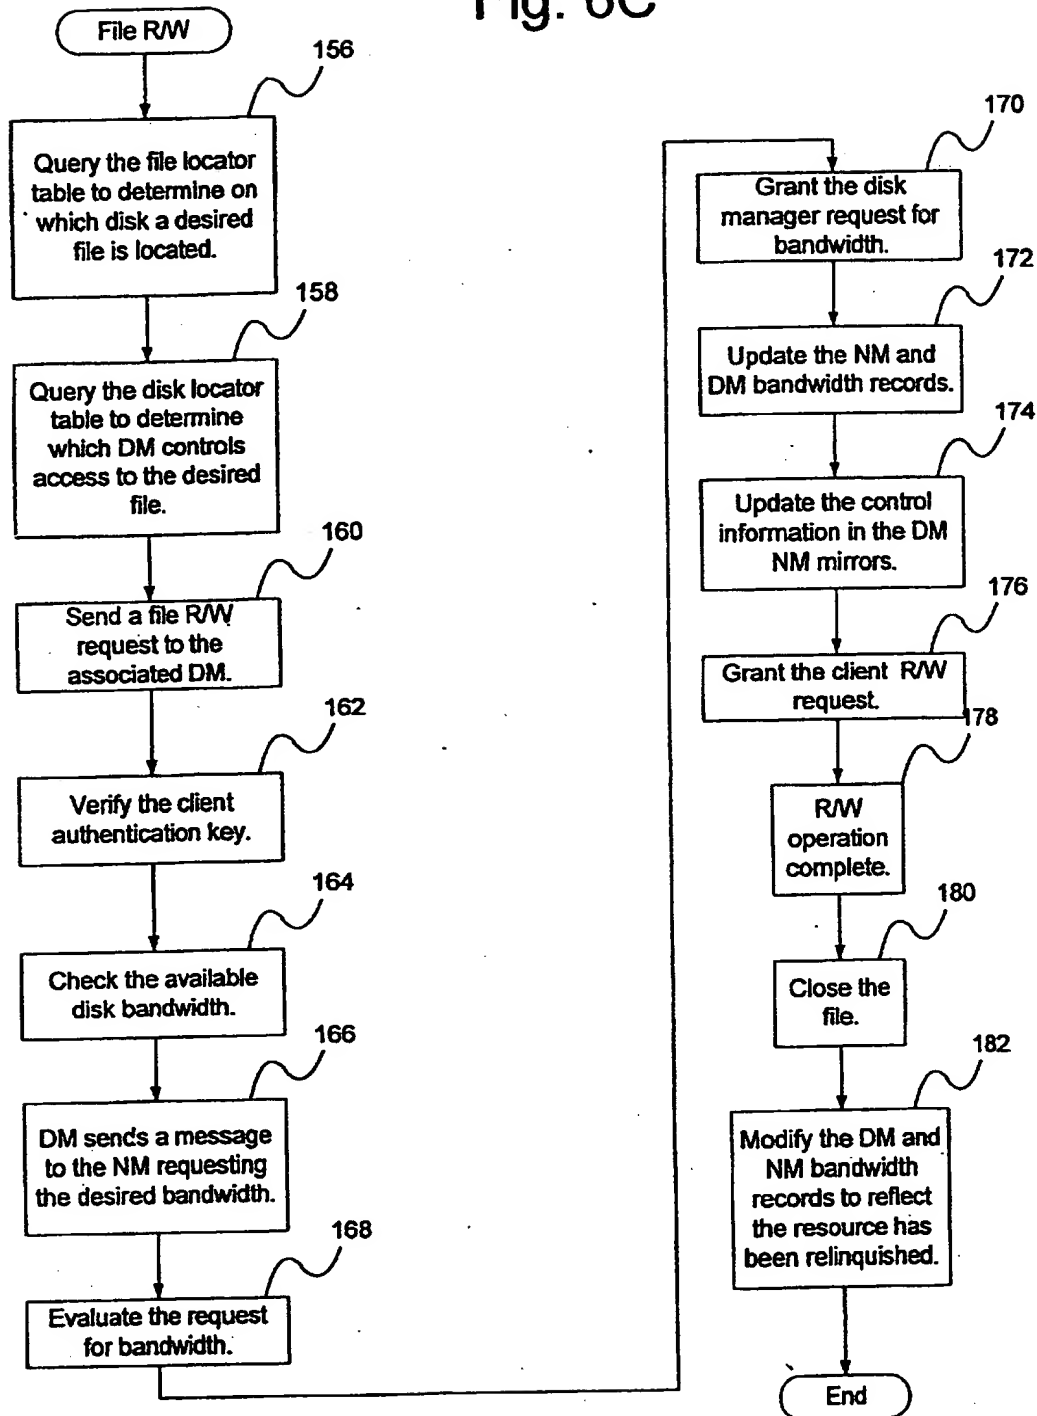 Fig. 6C
File R/W
156
Query the file locator
table to determine on
which disk a desired
file is located.
158
Query the disk locator
table to determine
which DM controls
access to the desired
file.
160
Send a file R/W
request to the
associated DM.
162
Verify the client
authentication key.
164
Check the available
disk bandwidth.
166
DM sends a message
to the NM requesting
the desired bandwidth.
168
Evaluate the request
for bandwidth.
170
Grant the disk
manager request for
bandwidth.
172
Update the NM and
DM bandwidth records.
174
Update the control
information in the DM
NM mirrors.
176
Grant the client R/W
request.
178
R/W
operation
complete.
180
Close the
file.
182
Modify the DM and
NM bandwidth
records to reflect
the resource has
been relinquished.
End